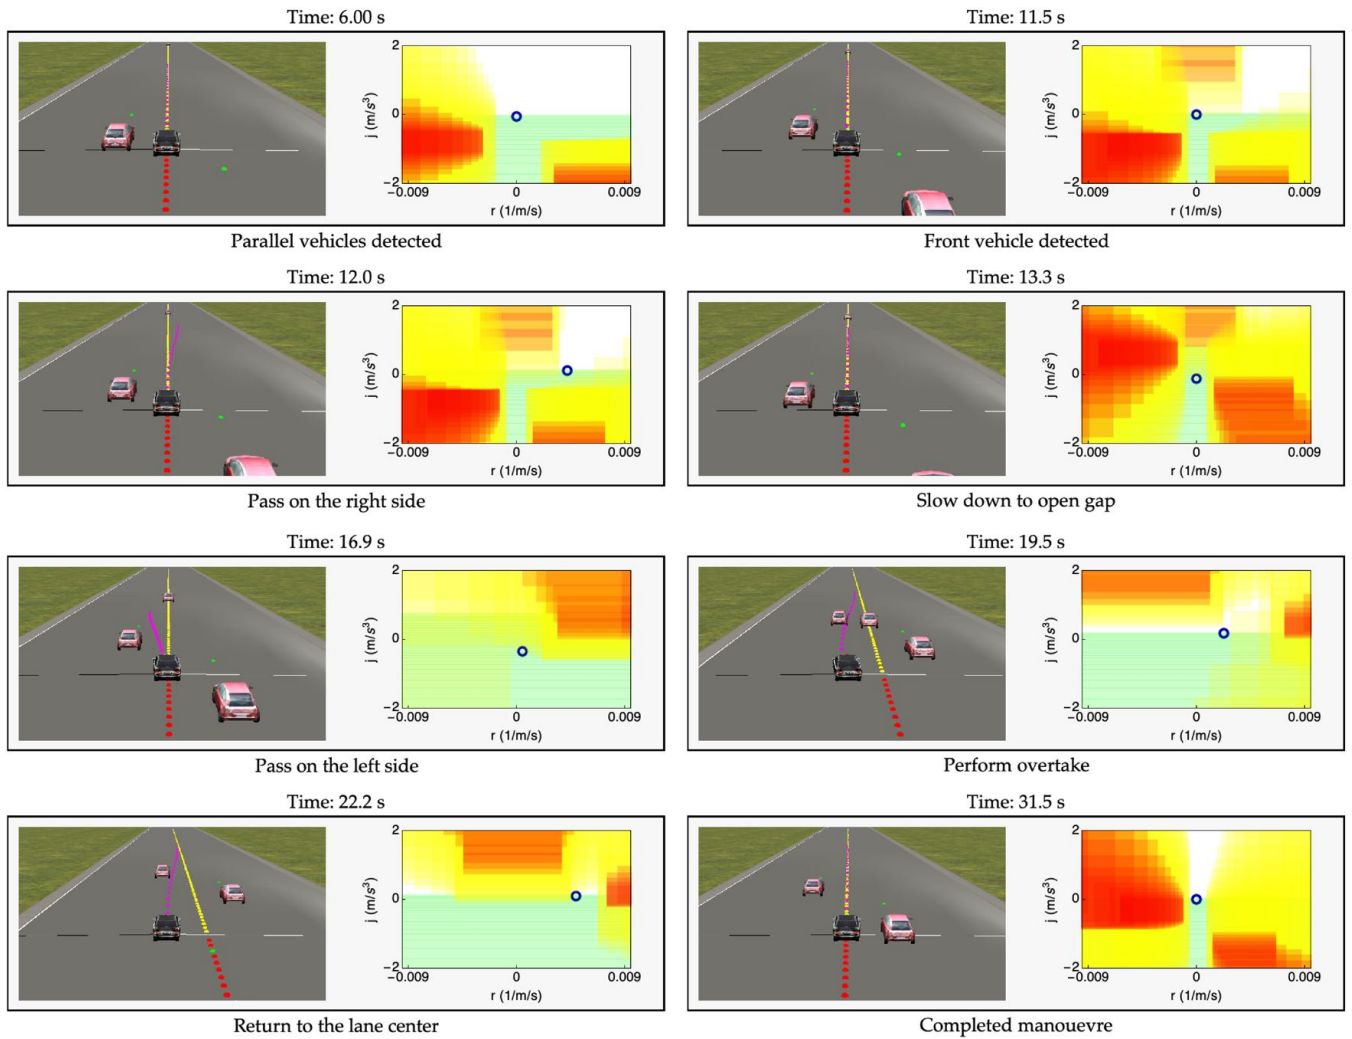 Time: 6.00 s
2
0
−2
j (m/s³)
−0.009 0 0.009
r (1/m/s)
Parallel vehicles detected
Time: 11.5 s
2
0
−2
j (m/s³)
−0.009 0 0.009
r (1/m/s)
Front vehicle detected
Time: 12.0 s
2
0
−2
j (m/s³)
−0.009 0 0.009
r (1/m/s)
Pass on the right side
Time: 13.3 s
2
0
−2
j (m/s³)
−0.009 0 0.009
r (1/m/s)
Slow down to open gap
Time: 16.9 s
2
0
−2
j (m/s³)
−0.009 0 0.009
r (1/m/s)
Pass on the left side
Time: 19.5 s
2
0
−2
j (m/s³)
−0.009 0 0.009
r (1/m/s)
Perform overtake
Time: 22.2 s
2
0
−2
j (m/s³)
−0.009 0 0.009
r (1/m/s)
Return to the lane center
Time: 31.5 s
2
0
−2
j (m/s³)
−0.009 0 0.009
r (1/m/s)
Completed manouevre